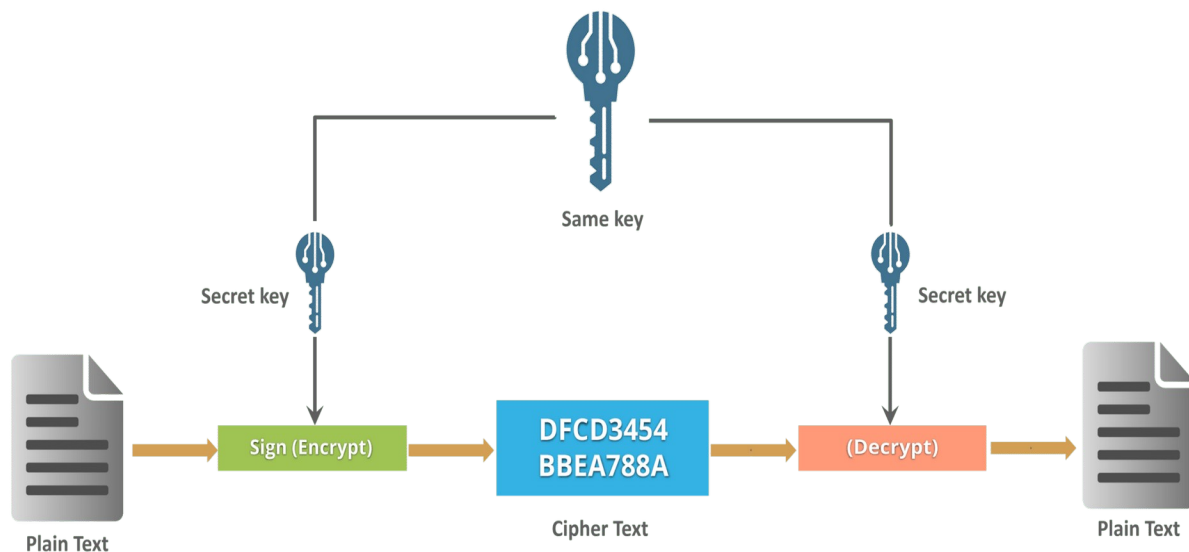 Same key
Secret key
Secret key
Sign (Encrypt)
DFCD3454
BBEA788A
(Decrypt)
Plain Text
Cipher Text
Plain Text